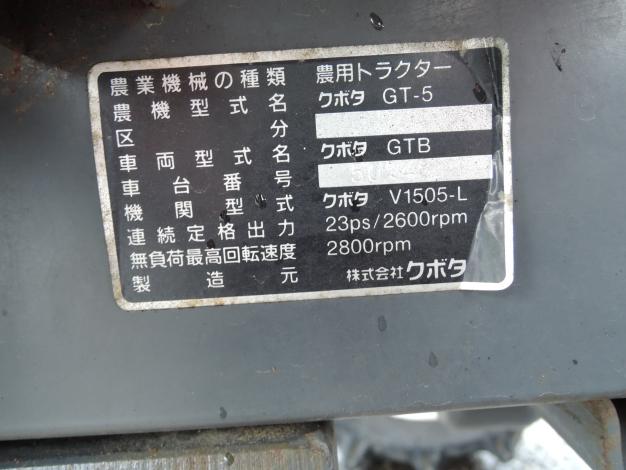 農業機械の種類 農用トラクター
農機型式名 クボタ GT-5
区分
車両型式名 クボタ GTB
車台番号
機関型式 クボタ V1505-L
連続定格出力 23ps/2600rpm
無負荷最高回転速度 2800rpm
製造元 株式会社クボタ